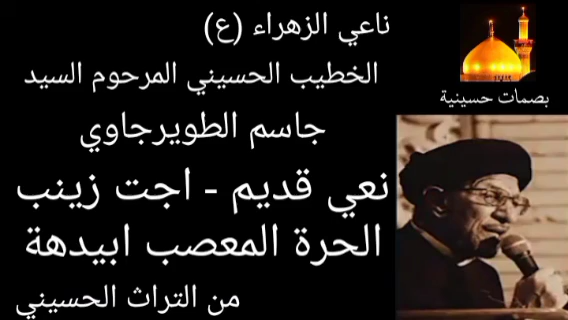 ناعي الزهراء (ع)
الخطيب الحسيني المرحوم السيد
جاسم الطويرجاوي
نعي قديم - اجت زينب
الحرة المعصب ابيدهة
من التراث الحسيني
بصمات حسينية